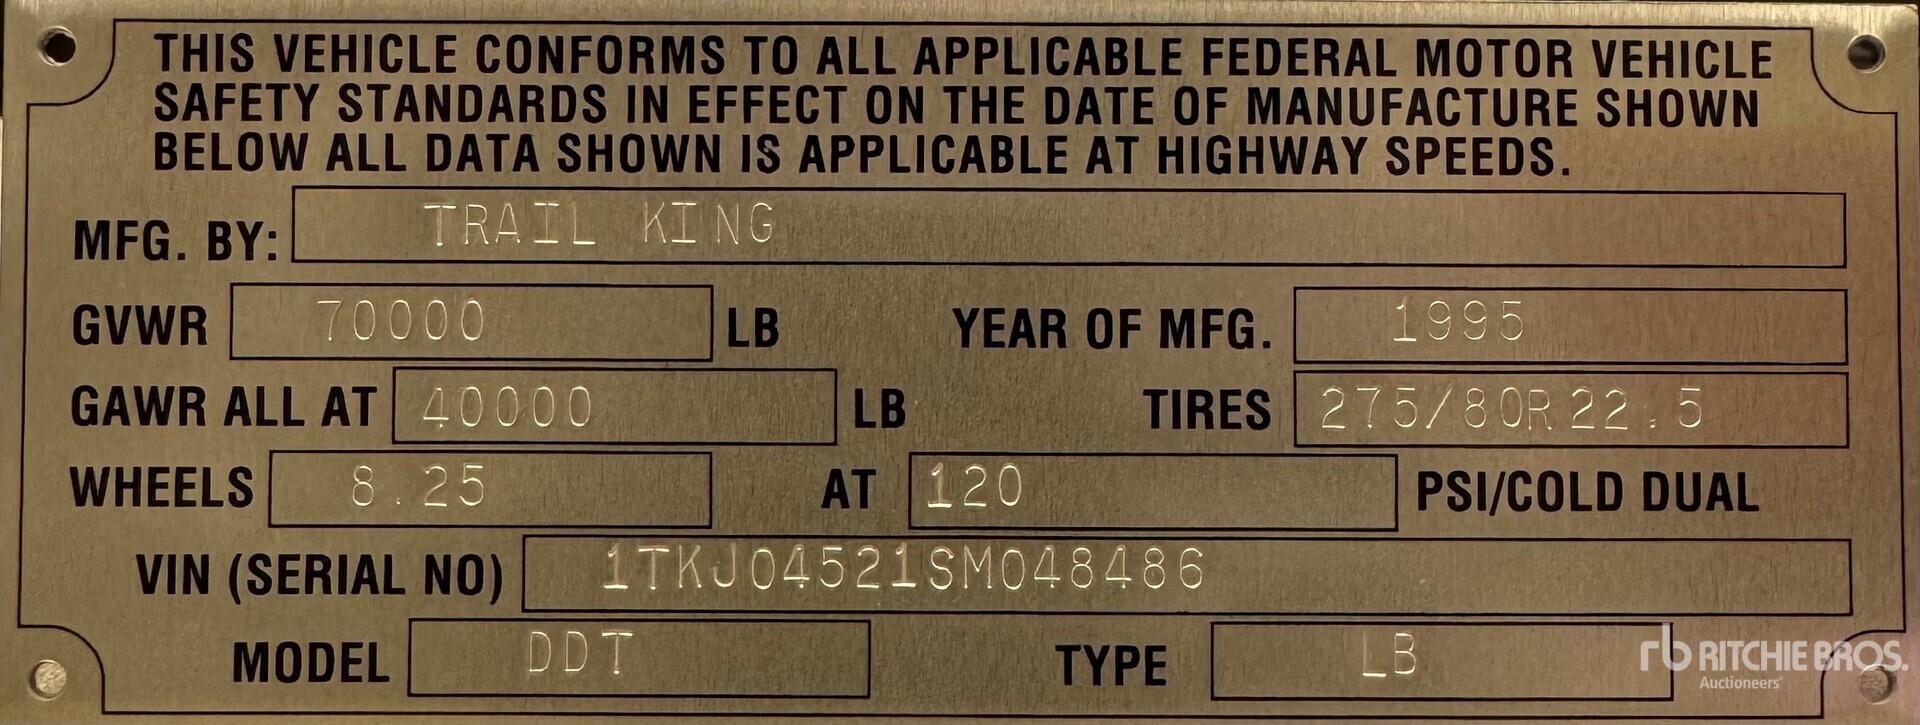 THIS VEHICLE CONFORMS TO ALL APPLICABLE FEDERAL MOTOR VEHICLE
SAFETY STANDARDS IN EFFECT ON THE DATE OF MANUFACTURE SHOWN
BELOW ALL DATA SHOWN IS APPLICABLE AT HIGHWAY SPEEDS.
MFG. BY: TRAIL KING
GVWR 70000 LB YEAR OF MFG. 1995
GAWR ALL AT 40000 LB TIRES 275/80R22.5
WHEELS 8.25 AT 120 PSI/COLD DUAL
VIN (SERIAL NO) 1TKJ04521SM048486
MODEL DDT TYPE LB
rb RITCHIE BROS.
Auctioneers